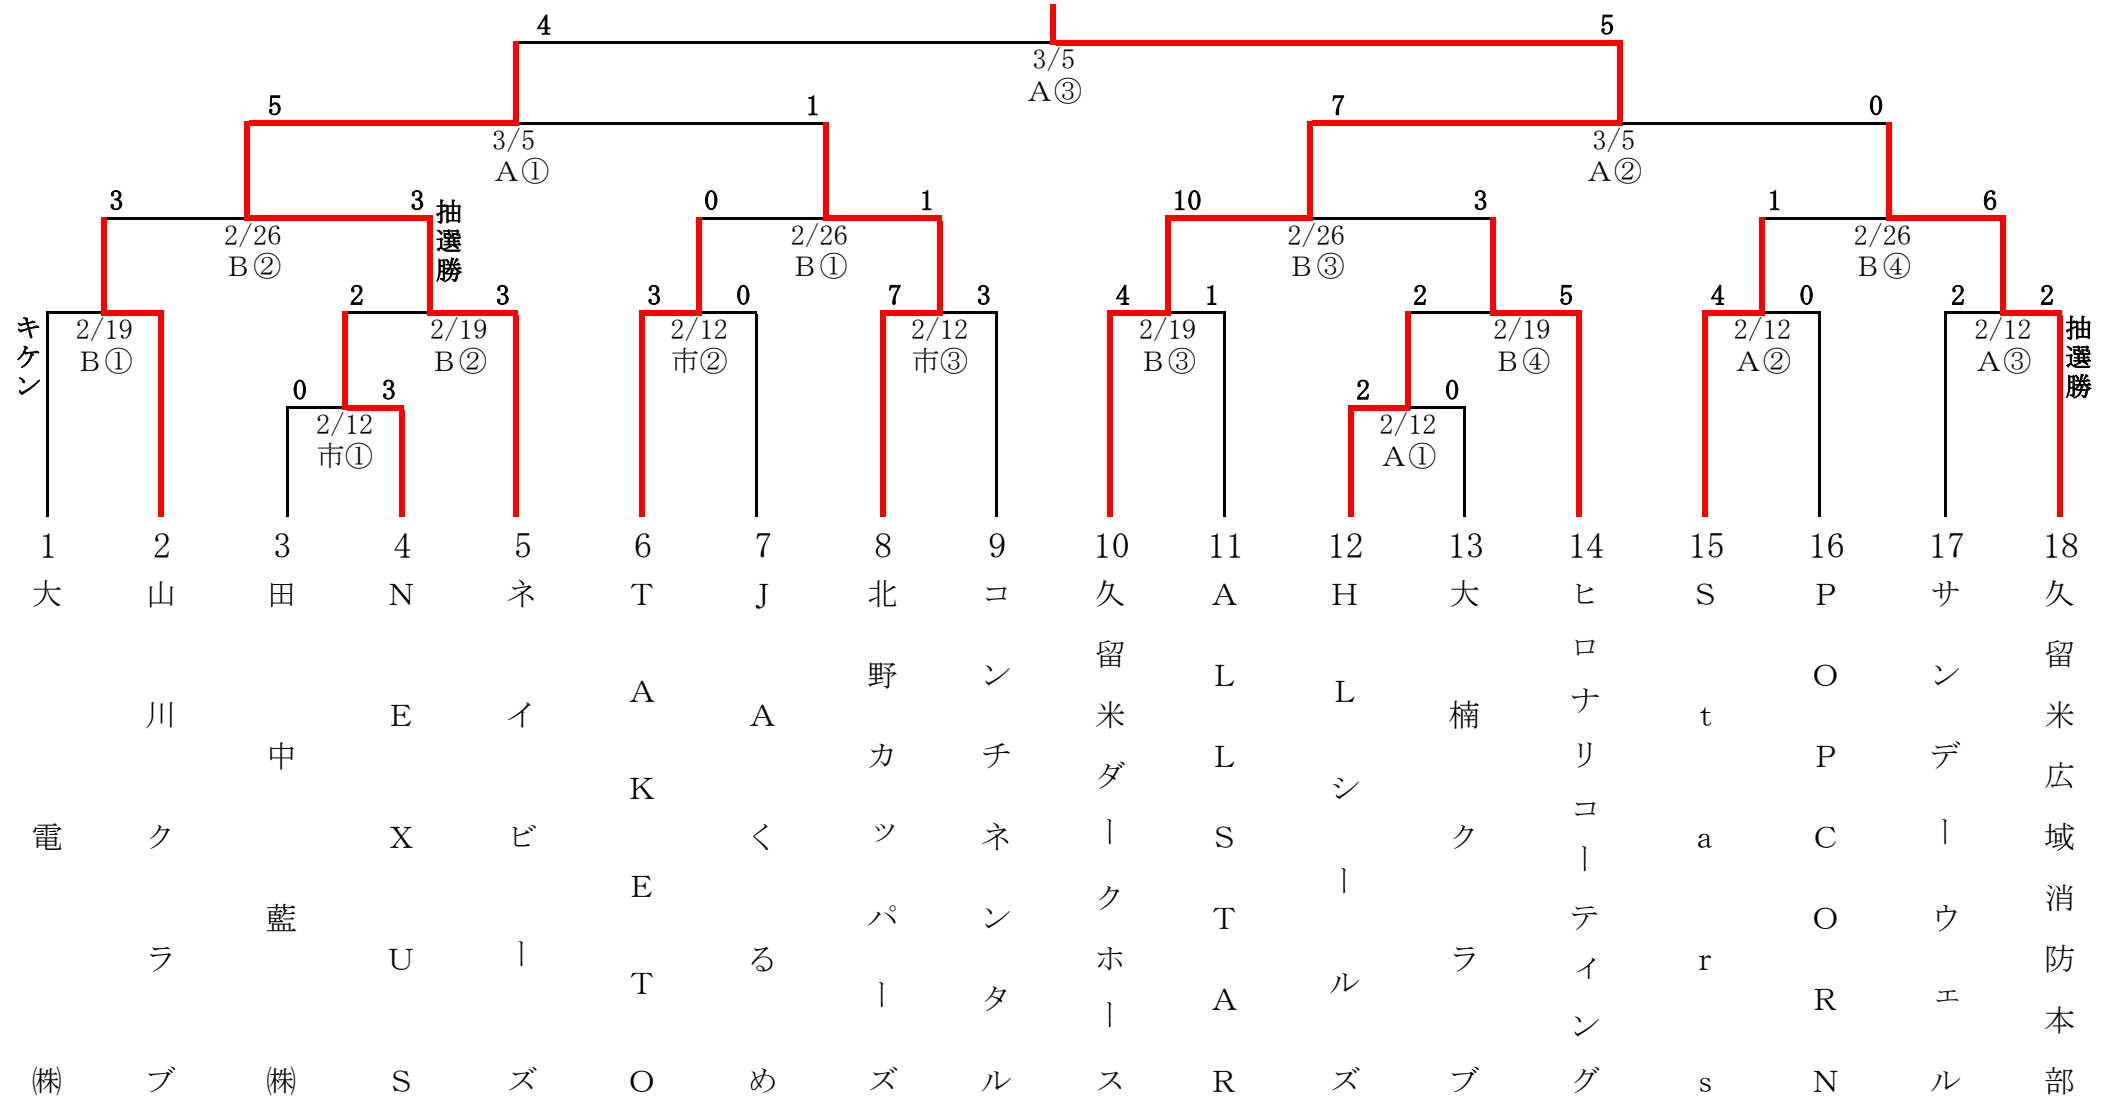 4 5
3/5
A③
5 1 7 0
3/5 3/5
A① A②
3 3 0 1 10 3 1 6
抽選勝
2/26 2/26 2/26 2/26
B② B① B③ B④
2 3 3 0 7 3 4 1 2 5 4 0 2 2
キケン
抽選勝
2/19 2/19 2/12 2/12 2/19 2/19 2/12 2/12
B① B② 市② 市③ B③ B④ A② A③
0 3 2 0
2/12 2/12
市① A①
1 2 3 4 5 6 7 8 9 10 11 12 13 14 15 16 17 18
大電㈱
山川クラブ
田中藍㈱
NEXUS
ネイビーズ
TAKETO
JAくるめ
北野カッパーズ
コンチネンタル
久留米ダークホース
ALLSTAR
HLシールズ
大楠クラブ
ヒロナリコーティング
Stars
POPCORN
サンデーウェル
久留米広域消防本部